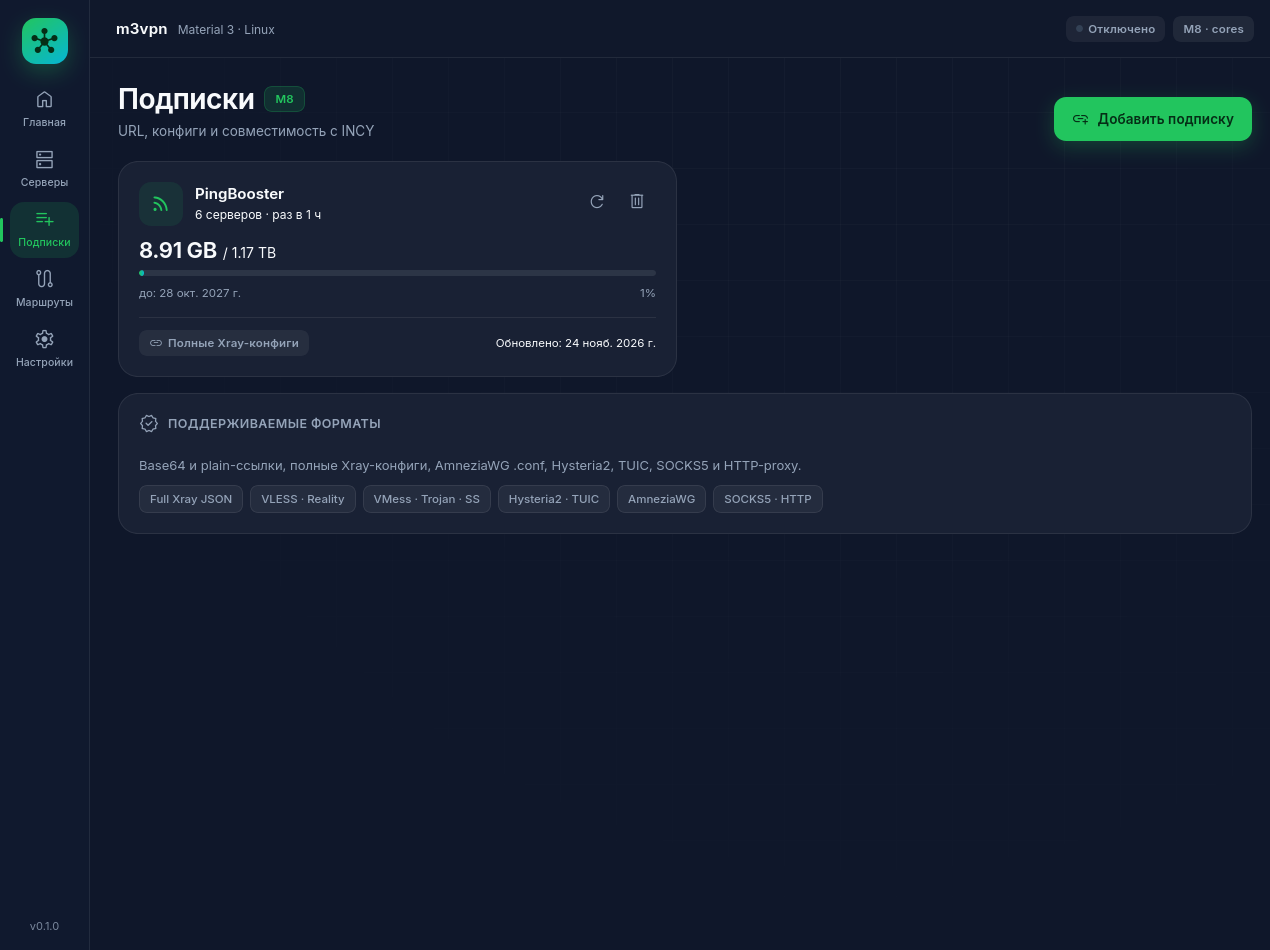 m3vpn Material 3 · Linux
Отключено
M8 · cores
Главная
Серверы
Подписки
Маршруты
Настройки
v0.1.0
Подписки M8
URL, конфиги и совместимость с INCY
Добавить подписку
PingBooster
6 серверов · раз в 1 ч
8.91 GB / 1.17 TB
до: 28 окт. 2027 г. 1%
Полные Xray-конфиги
Обновлено: 24 нояб. 2026 г.
ПОДДЕРЖИВАЕМЫЕ ФОРМАТЫ
Base64 и plain-ссылки, полные Xray-конфиги, AmneziaWG .conf, Hysteria2, TUIC, SOCKS5 и HTTP-proxy.
Full Xray JSON VLESS · Reality VMess · Trojan · SS Hysteria2 · TUIC AmneziaWG SOCKS5 · HTTP